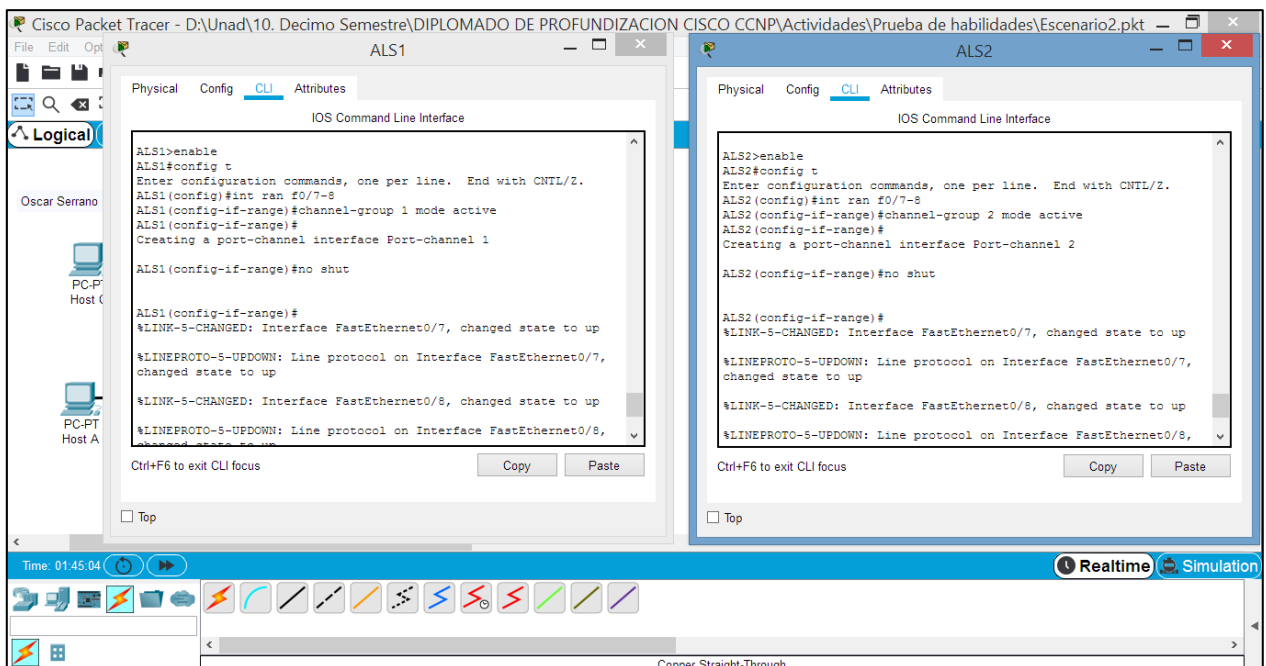 Cisco Packet Tracer - D:\Unad\10. Decimo Semestre\DIPLOMADO DE PROFUNDIZACION CISCO CCNP\Actividades\Prueba de habilidades\Escenario2.pkt
File Edit Opt
Logical
Oscar Serrano
Host
PC-PT
Host A
ALS1
Physical Config CLI Attributes
IOS Command Line Interface
ALS1>enable
ALS1#config t
Enter configuration commands, one per line. End with CNTL/Z.
ALS1(config)#int ran f0/7-8
ALS1(config-if-range)#channel-group 1 mode active
ALS1(config-if-range)#
Creating a port-channel interface Port-channel 1
ALS1(config-if-range)#no shut
ALS1(config-if-range)#
%LINK-5-CHANGED: Interface FastEthernet0/7, changed state to up
%LINEPROTO-5-UPDOWN: Line protocol on Interface FastEthernet0/7,
changed state to up
%LINK-5-CHANGED: Interface FastEthernet0/8, changed state to up
%LINEPROTO-5-UPDOWN: Line protocol on Interface FastEthernet0/8,
changed state to up
Ctrl+F6 to exit CLI focus
Copy Paste
Top
ALS2
Physical Config CLI Attributes
IOS Command Line Interface
ALS2>enable
ALS2#config t
Enter configuration commands, one per line. End with CNTL/Z.
ALS2(config)#int ran f0/7-8
ALS2(config-if-range)#channel-group 2 mode active
ALS2(config-if-range)#
Creating a port-channel interface Port-channel 2
ALS2(config-if-range)#no shut
ALS2(config-if-range)#
%LINK-5-CHANGED: Interface FastEthernet0/7, changed state to up
%LINEPROTO-5-UPDOWN: Line protocol on Interface FastEthernet0/7,
changed state to up
%LINK-5-CHANGED: Interface FastEthernet0/8, changed state to up
%LINEPROTO-5-UPDOWN: Line protocol on Interface FastEthernet0/8,
Ctrl+F6 to exit CLI focus
Copy Paste
Top
Time: 01:45:04
Realtime Simulation
Copper Straight-Through